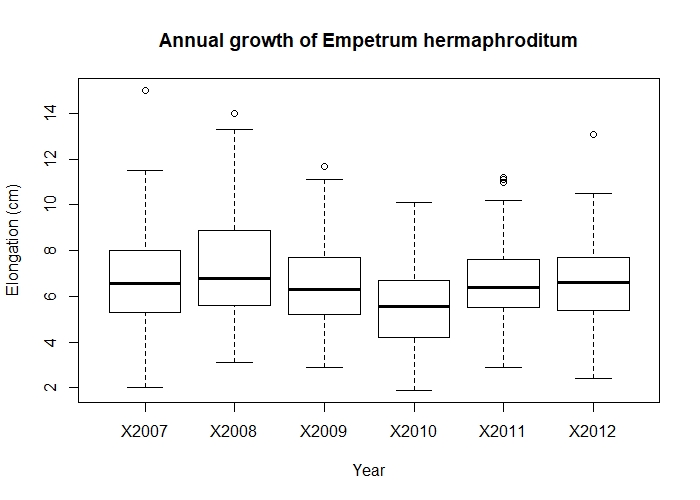 Annual growth of Empetrum hermaphroditum
Elongation (cm)
14
12
10
8
6
4
2
X2007 X2008 X2009 X2010 X2011 X2012
Year